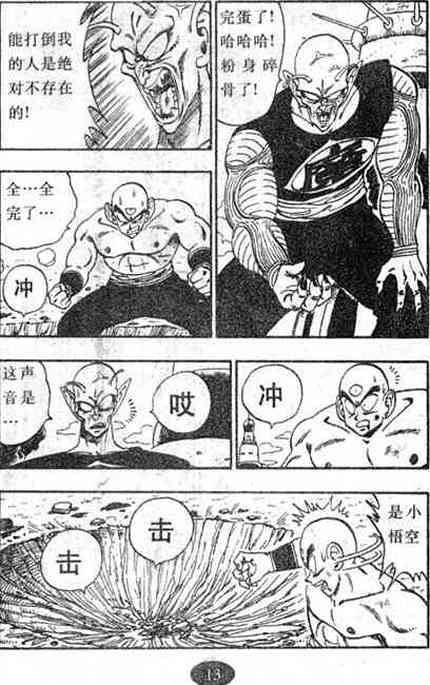 完蛋了!
哈哈哈!
粉身碎
骨了!
魔
能打倒我
的人是绝
对不存在
的!
全…全
完了…
冲
冲
哎
这声
音是
…
是小
悟空
击
击
13